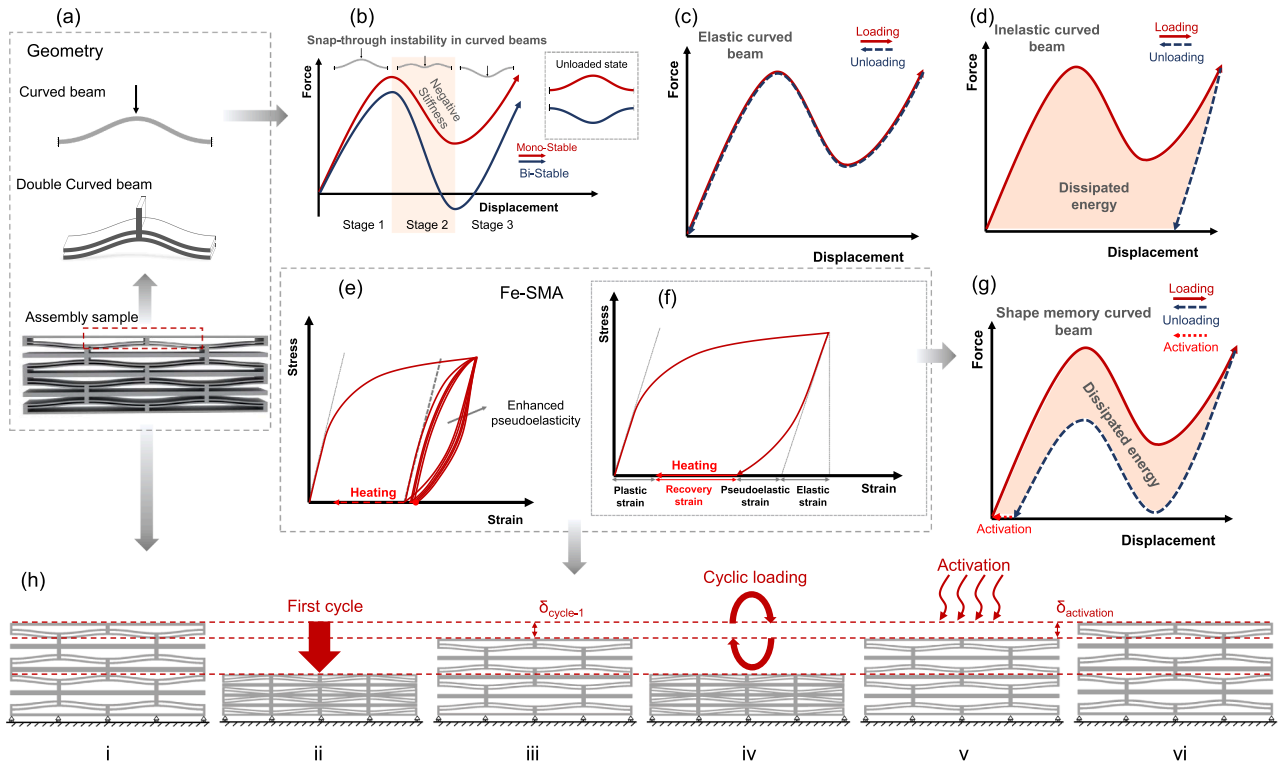 (a)
Geometry
Curved beam
Double Curved beam
Assembly sample
(b)
Snap-through instability in curved beams
Force
Negative
Stiffness
Unloaded state
Mono-Stable
Bi-Stable
Displacement
Stage 1
Stage 2
Stage 3
(c)
Elastic curved
beam
Loading
Unloading
Force
Displacement
(d)
Inelastic curved
beam
Loading
Unloading
Force
Dissipated
energy
Displacement
(e)
Fe-SMA
Stress
Enhanced
pseudoelasticity
Heating
Strain
(f)
Stress
Heating
Strain
Plastic
strain
Recovery
strain
Pseudoelastic
strain
Elastic
strain
(g)
Shape memory curved
beam
Loading
Unloading
Activation
Force
Dissipated energy
Activation
Displacement
(h)
First cycle
δcycle-1
Cyclic loading
Activation
δactivation
i
ii
iii
iv
v
vi